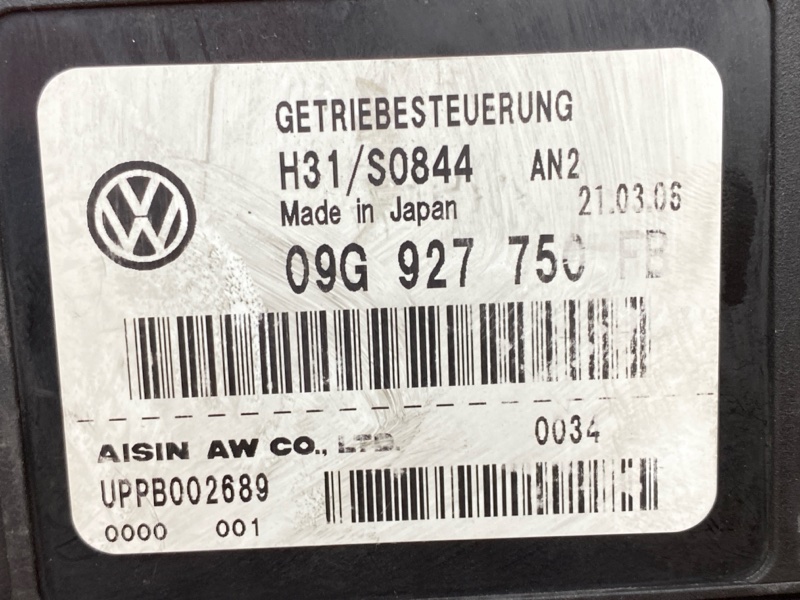 GETRIEBESTEUERUNG
H31/S0844 AN2
Made in Japan 21.03.06
09G 927 750 FB
AISIN AW CO., LTD. 0034
UPPB002689
0000 001